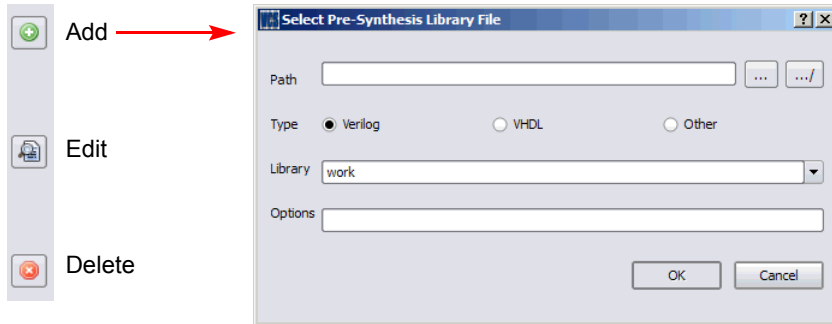 Add
Edit
Delete
Select Pre-Synthesis Library File
Path
... .../
Type Verilog VHDL Other
Library work
Options
OK Cancel